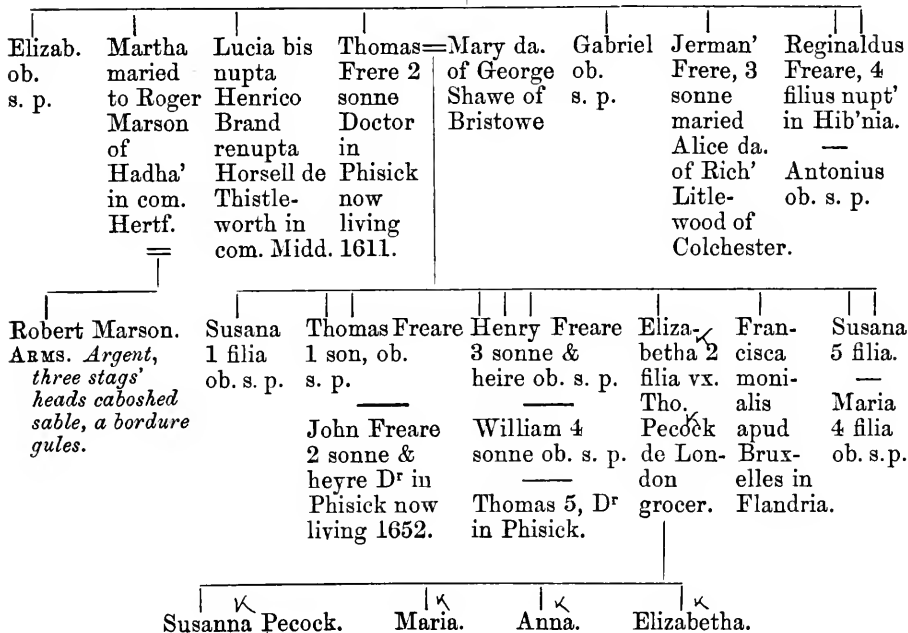 Elizab.
ob.
s. p.
Martha
maried
to Roger
Marson
of
Hadha'
in com.
Hertf.
Lucia bis
nupta
Henrico
Brand
renupta
Horsell de
Thistle-
worth in
com. Midd.
Thomas=Mary da.
Frere 2
sonne
Doctor
in
Phisick
now
living
1611.
of George
Shawe of
Bristowe
Gabriel
ob.
s. p.
Jerman'
Frere, 3
sonne
maried
Alice da.
of Rich'
Litle-
wood of
Colchester.
Reginaldus
Freare, 4
filius nupt'
in Hib'nia.
—
Antonius
ob. s. p.
Robert Marson.
ARMS. Argent,
three stags'
heads caboshed
sable, a bordure
gules.
Susana
1 filia
ob. s. p.
Thomas Freare
1 son, ob.
s. p.
—
John Freare
2 sonne &
heyre Dr in
Phisick now
living 1652.
Henry Freare
3 sonne &
heire ob. s. p.
—
William 4
sonne ob. s. p.
—
Thomas 5, Dr
in Phisick.
Eliza-
betha 2
filia vx.
Tho.
Pecock
de Lon-
don
grocer.
Fran-
cisca
moni-
alis
apud
Brux-
elles in
Flandria.
Susana
5 filia.
—
Maria
4 filia
ob. s.p.
Susanna Pecock. Maria. Anna. Elizabetha.